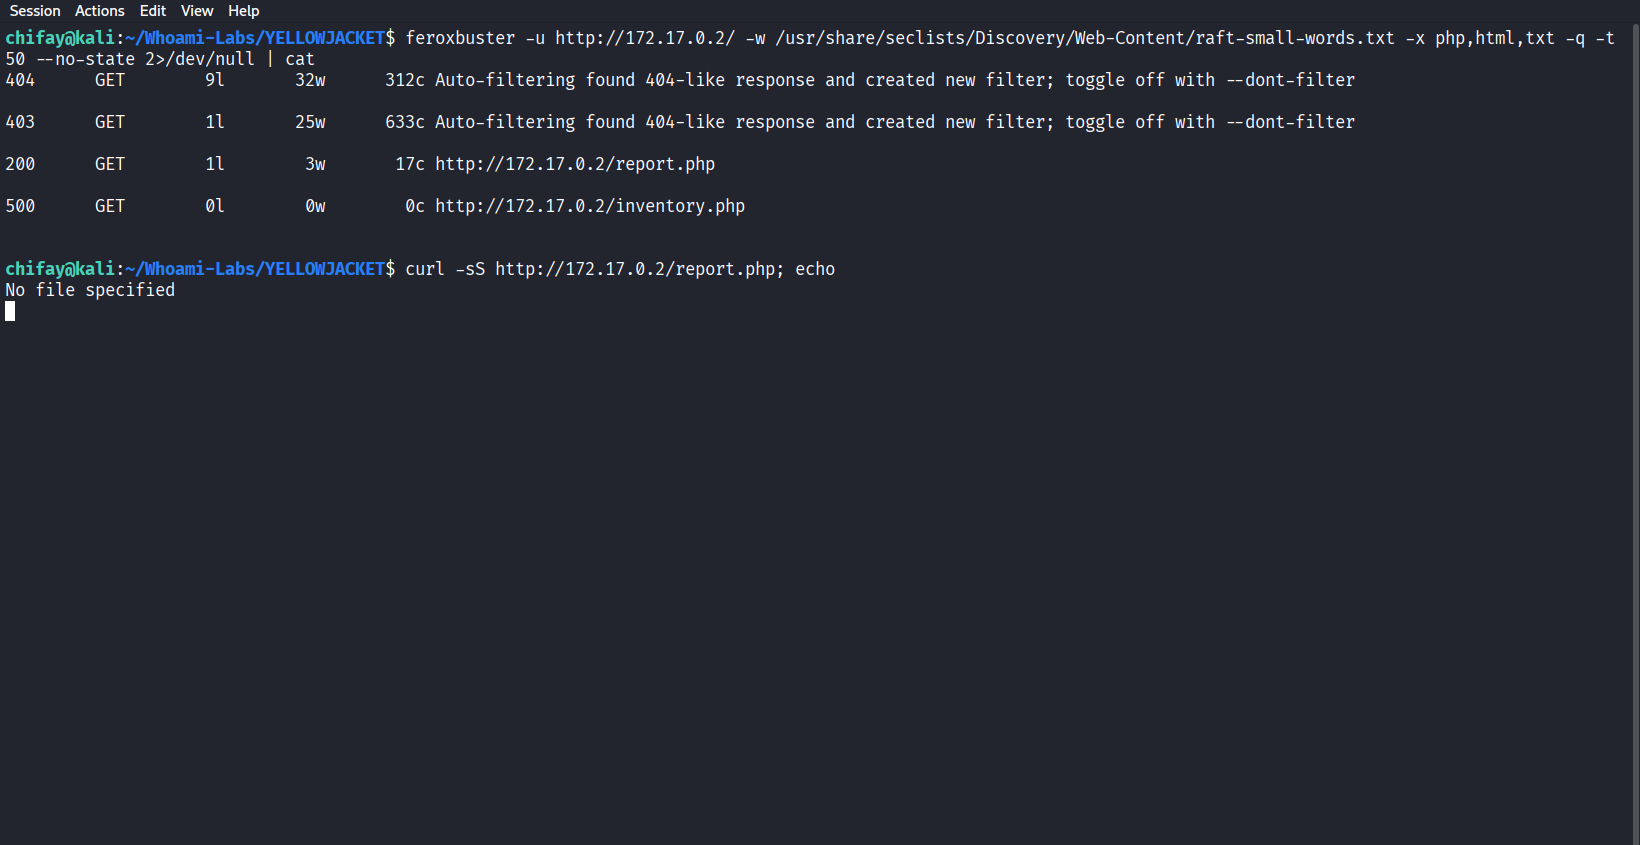 Session Actions Edit View Help
chifay@kali:~/Whoami-Labs/YELLOWJACKET$ feroxbuster -u http://172.17.0.2/ -w /usr/share/seclists/Discovery/Web-Content/raft-small-words.txt -x php,html,txt -q -t
50 --no-state 2>/dev/null | cat
404 GET 9l 32w 312c Auto-filtering found 404-like response and created new filter; toggle off with --dont-filter
403 GET 1l 25w 633c Auto-filtering found 404-like response and created new filter; toggle off with --dont-filter
200 GET 1l 3w 17c http://172.17.0.2/report.php
500 GET 0l 0w 0c http://172.17.0.2/inventory.php
chifay@kali:~/Whoami-Labs/YELLOWJACKET$ curl -sS http://172.17.0.2/report.php; echo
No file specified